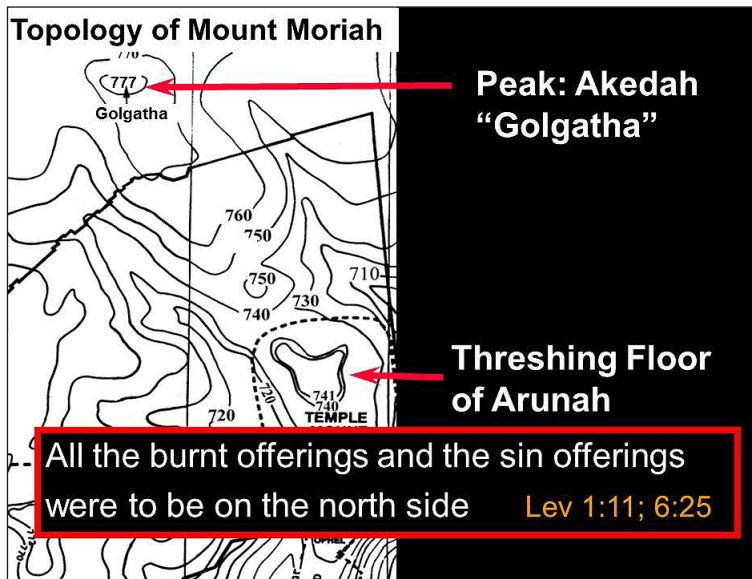 Topology of Mount Moriah
770
777
Golgatha
Peak: Akedah
“Golgatha”
760
750
750
710
730
740
Threshing Floor
of Arunah
741
740
720
720
TEMPLE
All the burnt offerings and the sin offerings
were to be on the north side Lev 1:11; 6:25
770
OPHEL